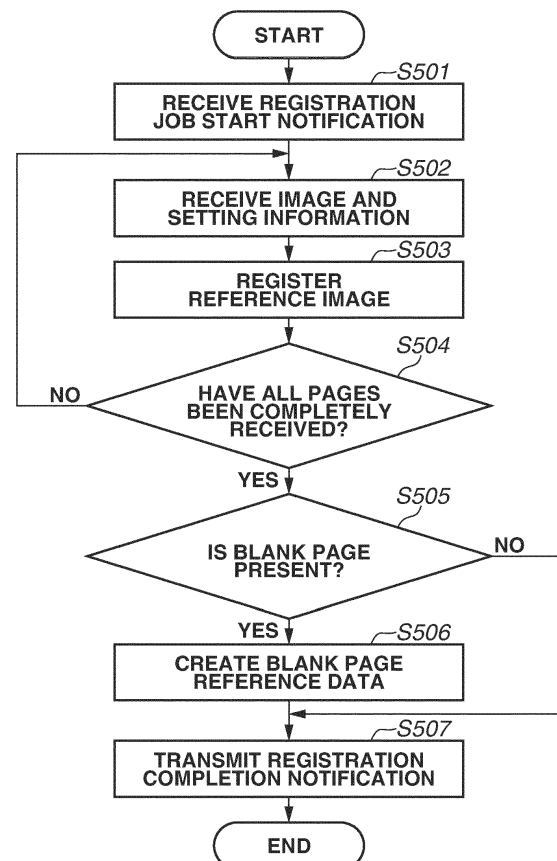 START
S501
RECEIVE REGISTRATION
JOB START NOTIFICATION
S502
RECEIVE IMAGE AND
SETTING INFORMATION
S503
REGISTER
REFERENCE IMAGE
S504
HAVE ALL PAGES
BEEN COMPLETELY
RECEIVED?
NO
YES
S505
IS BLANK PAGE
PRESENT?
NO
YES
S506
CREATE BLANK PAGE
REFERENCE DATA
S507
TRANSMIT REGISTRATION
COMPLETION NOTIFICATION
END